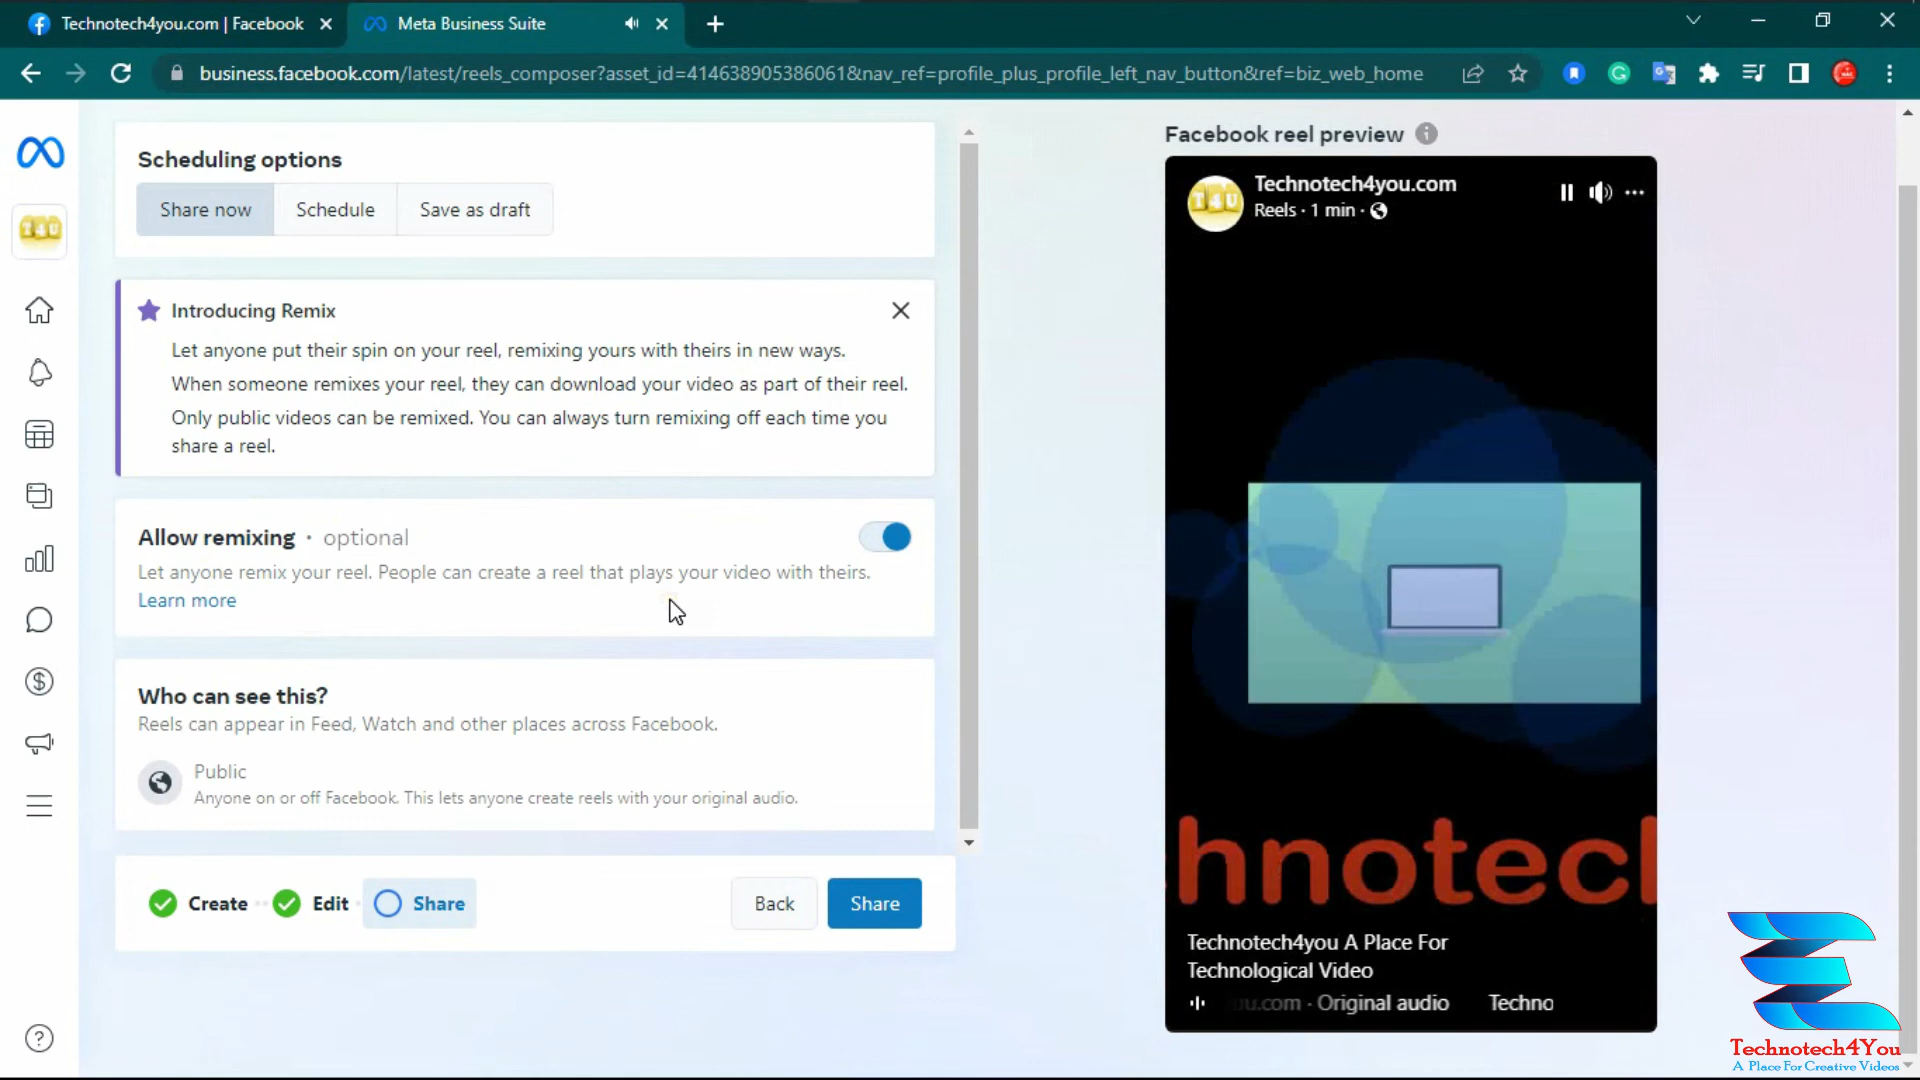 Technotech4you.com | Facebook
Meta Business Suite
business.facebook.com/latest/reels_composer?asset_id=414638905386061&nav_ref=profile_plus_profile_left_nav_button&ref=biz_web_home
T4U
Scheduling options
Share now
Schedule
Save as draft
Introducing Remix
Let anyone put their spin on your reel, remixing yours with theirs in new ways.
When someone remixes your reel, they can download your video as part of their reel.
Only public videos can be remixed. You can always turn remixing off each time you
share a reel.
Allow remixing · optional
Let anyone remix your reel. People can create a reel that plays your video with theirs.
Learn more
Who can see this?
Reels can appear in Feed, Watch and other places across Facebook.
Public
Anyone on or off Facebook. This lets anyone create reels with your original audio.
Create
Edit
Share
Back
Share
Facebook reel preview
T4U
Technotech4you.com
Reels · 1 min ·
hnotecl
Technotech4you A Place For
Technological Video
ou.com · Original audio Techno
Technotech4You
A Place For Creative Videos